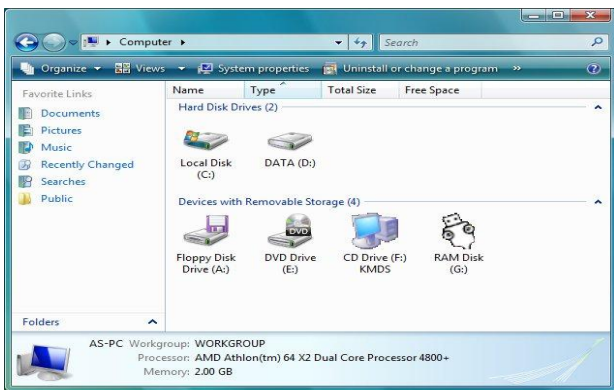 Computer
Search
Organize Views System properties Uninstall or change a program »
Favorite Links
Documents
Pictures
Music
Recently Changed
Searches
Public
Folders
Name Type Total Size Free Space
Hard Disk Drives (2)
Local Disk (C:)
DATA (D:)
Devices with Removable Storage (4)
Floppy Disk Drive (A:)
DVD
DVD Drive (E:)
CD Drive (F:) KMDS
RAM Disk (G:)
AS-PC Workgroup: WORKGROUP
Processor: AMD Athlon(tm) 64 X2 Dual Core Processor 4800+
Memory: 2.00 GB